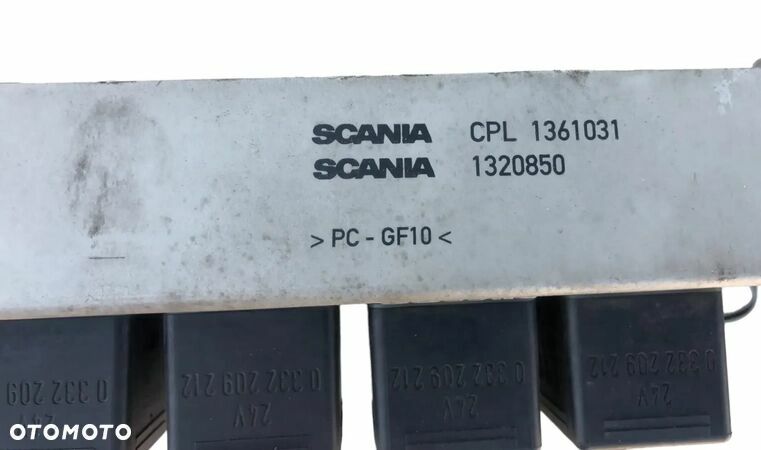 SCANIA CPL 1361031
SCANIA 1320850
> PC - GF10 <
0 332 209
24V
0 332 209 212
24V
0 332 209 212
24V
0 332 209 212
24V
OTOMOTO